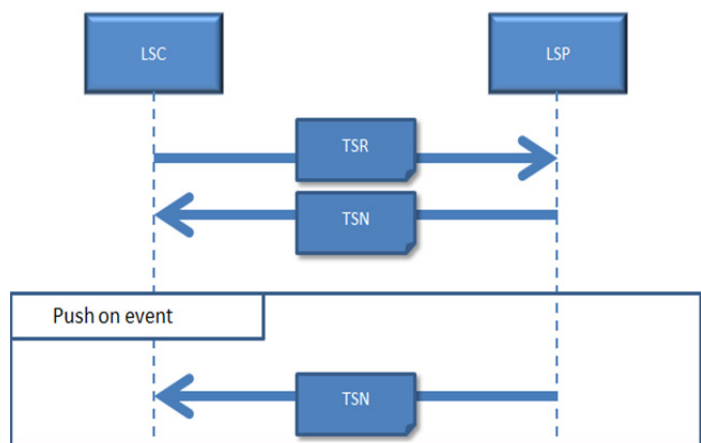 LSC
LSP
TSR
TSN
Push on event
TSN